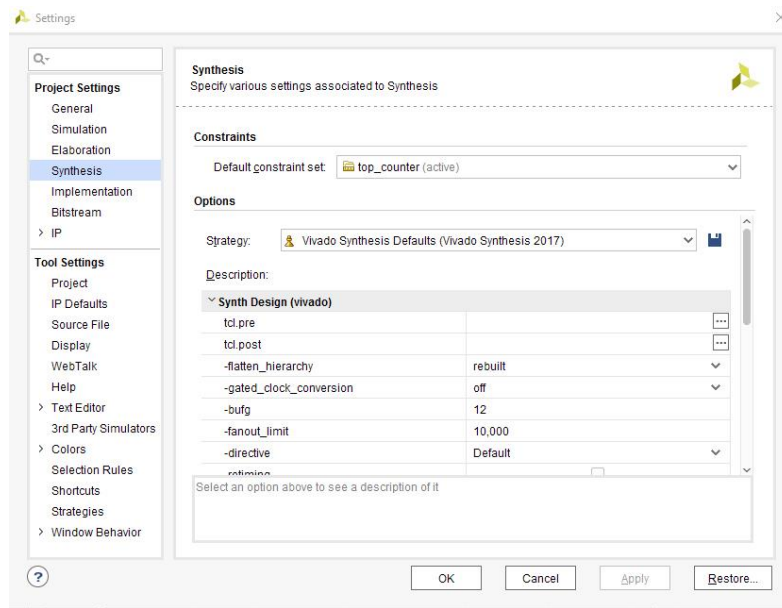 Settings
Q-
Project Settings
General
Simulation
Elaboration
Synthesis
Implementation
Bitstream
> IP
Tool Settings
Project
IP Defaults
Source File
Display
WebTalk
Help
> Text Editor
3rd Party Simulators
> Colors
Selection Rules
Shortcuts
Strategies
> Window Behavior
Synthesis
Specify various settings associated to Synthesis
Constraints
Default constraint set: top_counter (active)
Options
Strategy: Vivado Synthesis Defaults (Vivado Synthesis 2017)
Description:
Synth Design (vivado)
tcl.pre ...
tcl.post ...
-flatten_hierarchy rebuilt
-gated_clock_conversion off
-bufg 12
-fanout_limit 10,000
-directive Default
-retiming
Select an option above to see a description of it
? OK Cancel Apply Restore...